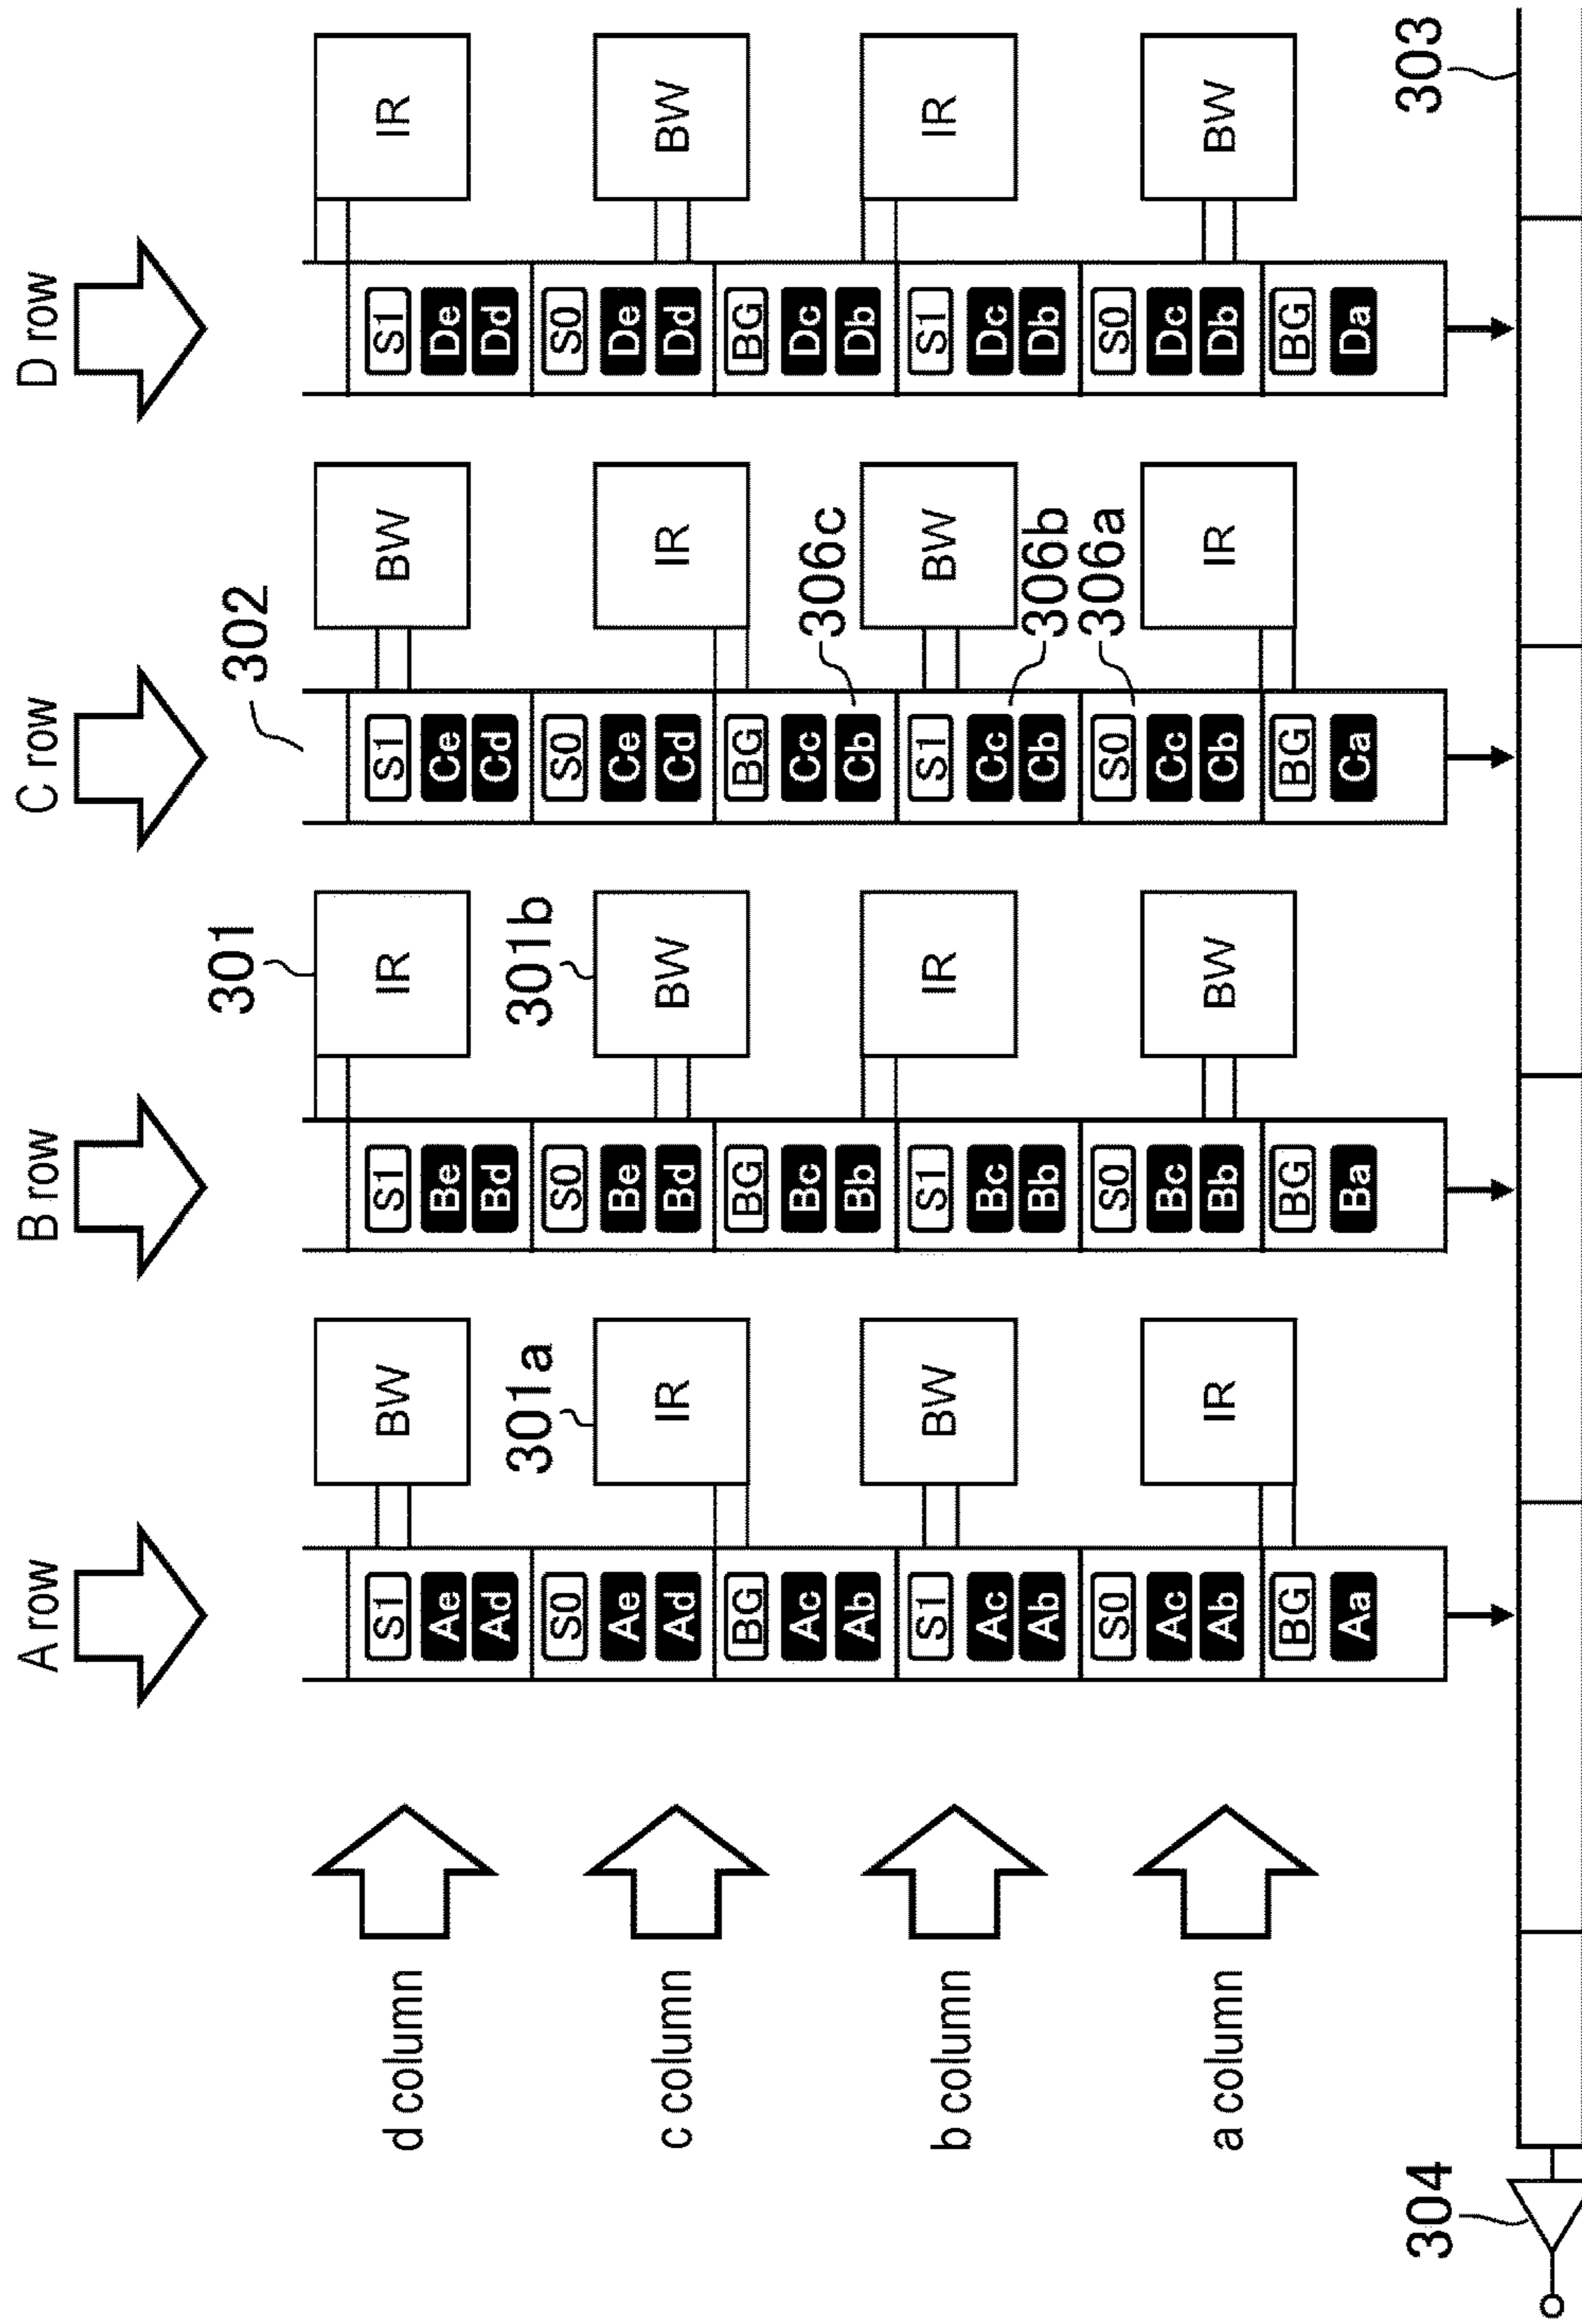 A row
B row
C row
D row
301
302
d column
S1
BW
S1
IR
S1
BW
S1
IR
Ae
Be
Ce
De
Ad
Bd
Cd
Dd
301a
301b
S0
S0
S0
S0
Ae
Be
Ce
De
c column
Ad
IR
Bd
BW
Cd
IR
Dd
BW
BG
BG
BG
BG
Ac
Bc
Cc
Dc
306c
Ab
Bb
Cb
Db
b column
S1
BW
S1
IR
S1
BW
S1
IR
Ac
Bc
Cc
Dc
Ab
Bb
Cb
306b
Db
306a
S0
S0
S0
S0
Ac
Bc
Cc
Dc
a column
Ab
IR
Bb
BW
Cb
IR
Db
BW
BG
BG
BG
BG
Aa
Ba
Ca
Da
304
303